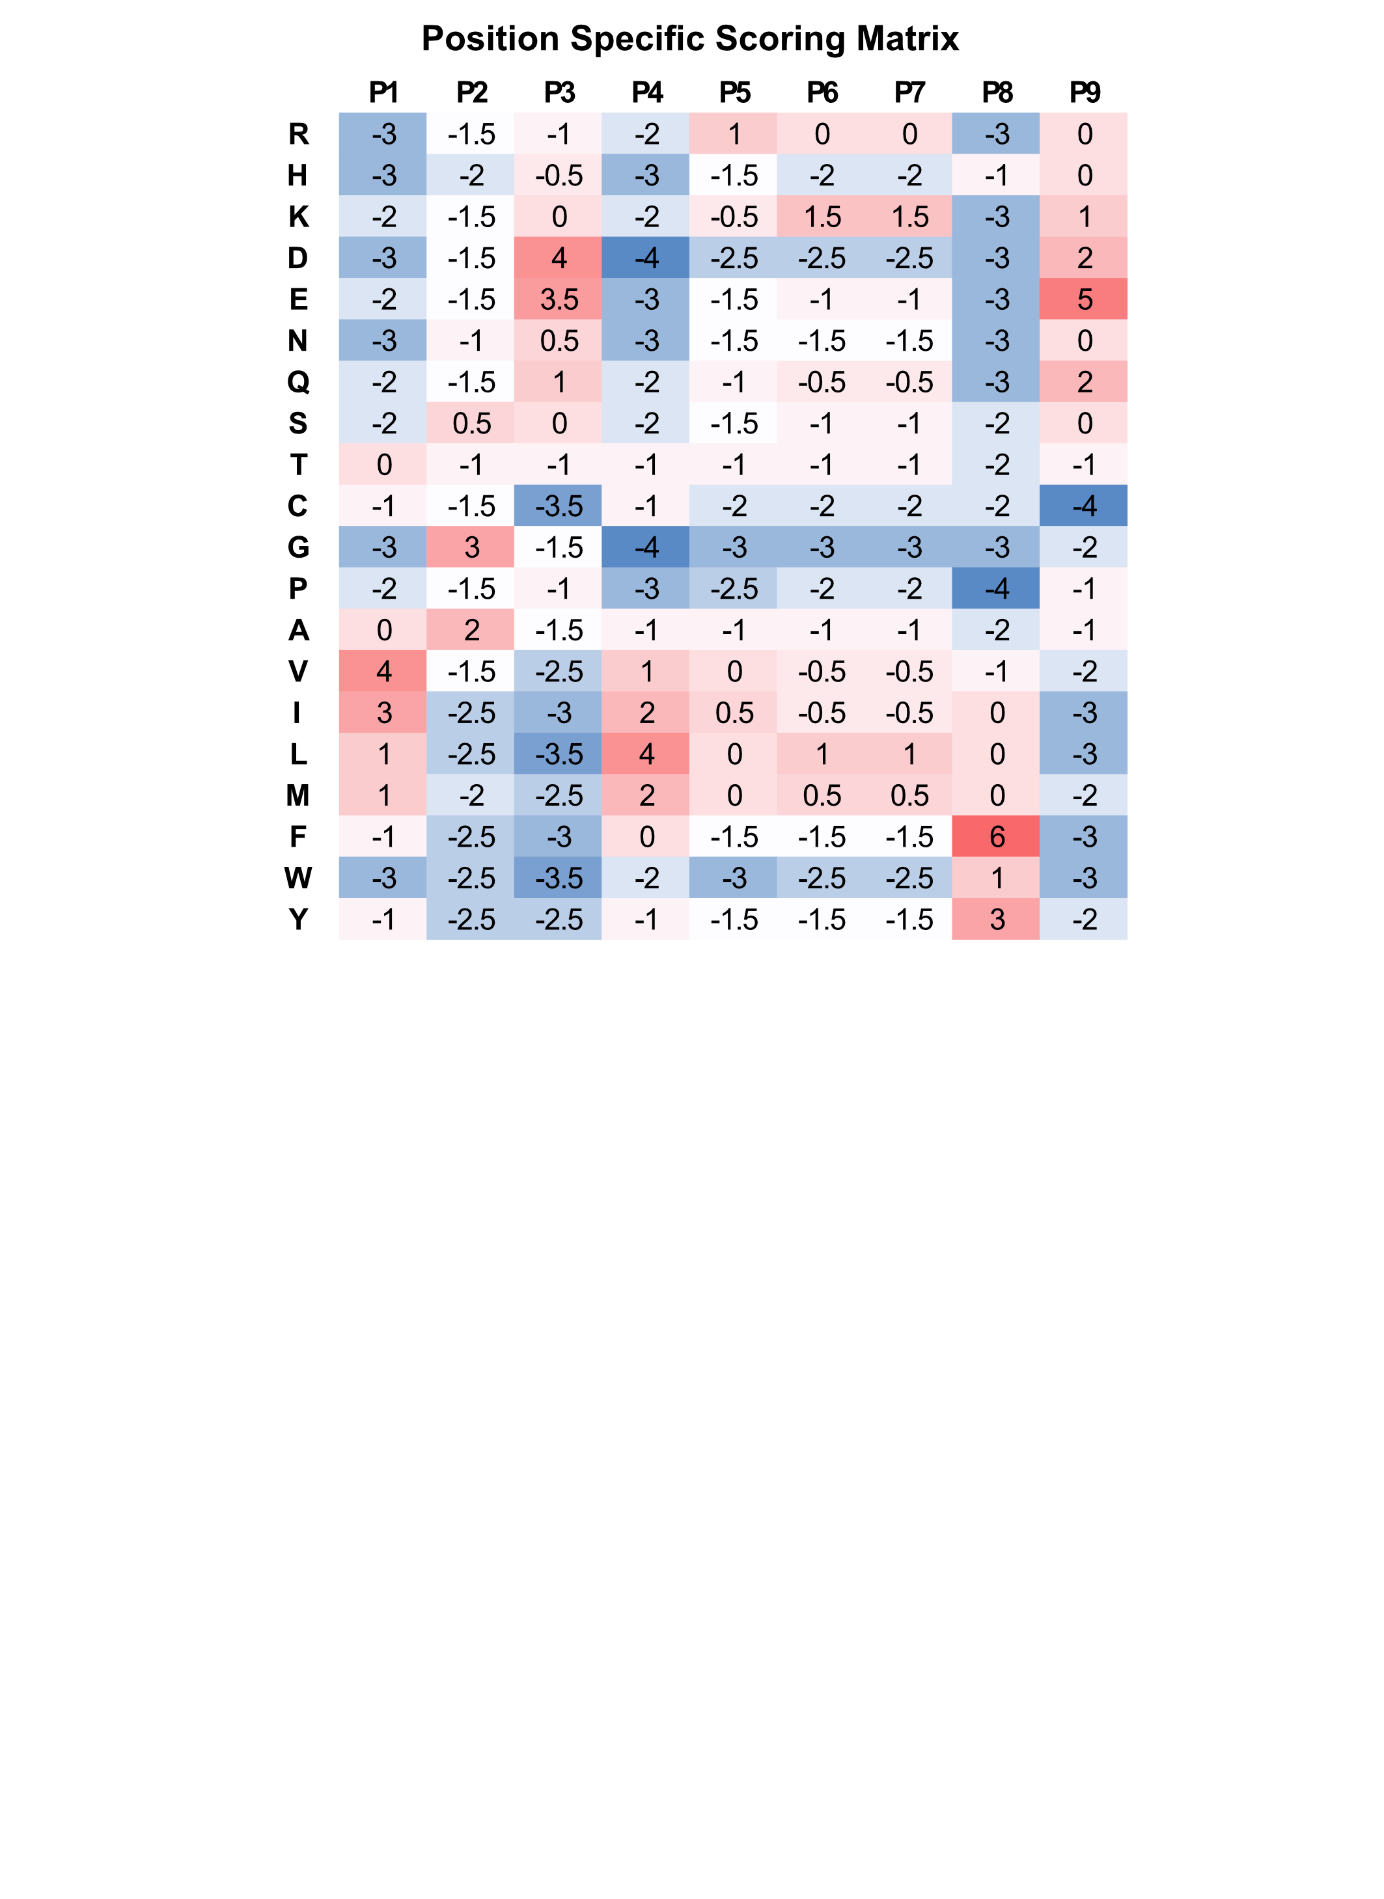 Position Specific Scoring Matrix
P1 P2 P3 P4 P5 P6 P7 P8 P9
R -3 -1.5 -1 -2 1 0 0 -3 0
H -3 -2 -0.5 -3 -1.5 -2 -2 -1 0
K -2 -1.5 0 -2 -0.5 1.5 1.5 -3 1
D -3 -1.5 4 -4 -2.5 -2.5 -2.5 -3 2
E -2 -1.5 3.5 -3 -1.5 -1 -1 -3 5
N -3 -1 0.5 -3 -1.5 -1.5 -1.5 -3 0
Q -2 -1.5 1 -2 -1 -0.5 -0.5 -3 2
S -2 0.5 0 -2 -1.5 -1 -1 -2 0
T 0 -1 -1 -1 -1 -1 -1 -2 -1
C -1 -1.5 -3.5 -1 -2 -2 -2 -2 -4
G -3 3 -1.5 -4 -3 -3 -3 -3 -2
P -2 -1.5 -1 -3 -2.5 -2 -2 -4 -1
A 0 2 -1.5 -1 -1 -1 -1 -2 -1
V 4 -1.5 -2.5 1 0 -0.5 -0.5 -1 -2
I 3 -2.5 -3 2 0.5 -0.5 -0.5 0 -3
L 1 -2.5 -3.5 4 0 1 1 0 -3
M 1 -2 -2.5 2 0 0.5 0.5 0 -2
F -1 -2.5 -3 0 -1.5 -1.5 -1.5 6 -3
W -3 -2.5 -3.5 -2 -3 -2.5 -2.5 1 -3
Y -1 -2.5 -2.5 -1 -1.5 -1.5 -1.5 3 -2